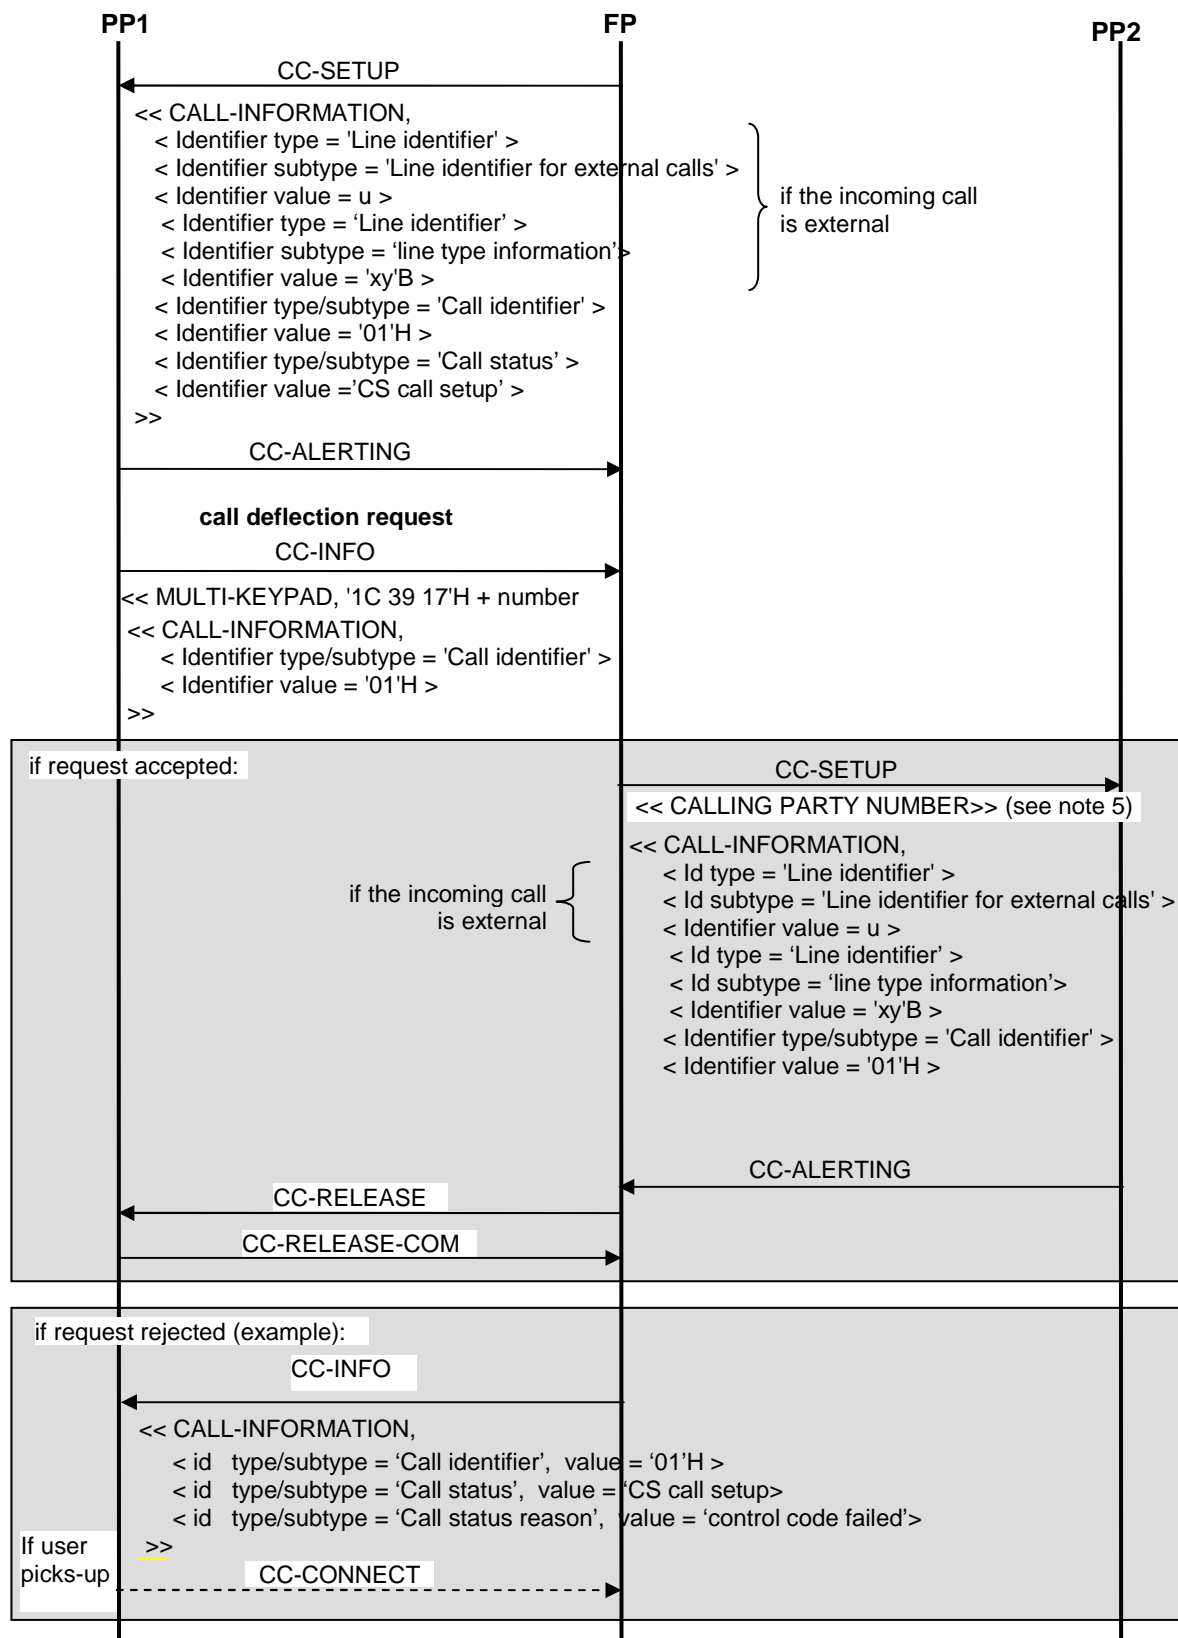 PP1
FP
PP2
CC-SETUP
<< CALL-INFORMATION,
< Identifier type = 'Line identifier' >
< Identifier subtype = 'Line identifier for external calls' >
< Identifier value = u >
< Identifier type = ‘Line identifier’ >
< Identifier subtype = ‘line type information’>
< Identifier value = 'xy'B >
< Identifier type/subtype = 'Call identifier' >
< Identifier value = '01'H >
< Identifier type/subtype = 'Call status’ >
< Identifier value =’CS call setup’ >
>>
if the incoming call
is external
CC-ALERTING
call deflection request
CC-INFO
<< MULTI-KEYPAD, '1C 39 17'H + number
<< CALL-INFORMATION,
< Identifier type/subtype = 'Call identifier' >
< Identifier value = '01'H >
>>
if request accepted:
CC-SETUP
<< CALLING PARTY NUMBER>> (see note 5)
<< CALL-INFORMATION,
< Id type = 'Line identifier' >
< Id subtype = 'Line identifier for external calls' >
< Identifier value = u >
< Id type = ‘Line identifier’ >
< Id subtype = ‘line type information’>
< Identifier value = 'xy'B >
< Identifier type/subtype = 'Call identifier' >
< Identifier value = '01'H >
if the incoming call
is external
CC-ALERTING
CC-RELEASE
CC-RELEASE-COM
if request rejected (example):
CC-INFO
<< CALL-INFORMATION,
< id type/subtype = ‘Call identifier’, value = ‘01’H >
< id type/subtype = ‘Call status’, value = ‘CS call setup>
< id type/subtype = ‘Call status reason’, value = ‘control code failed’>
>>
If user
picks-up
CC-CONNECT